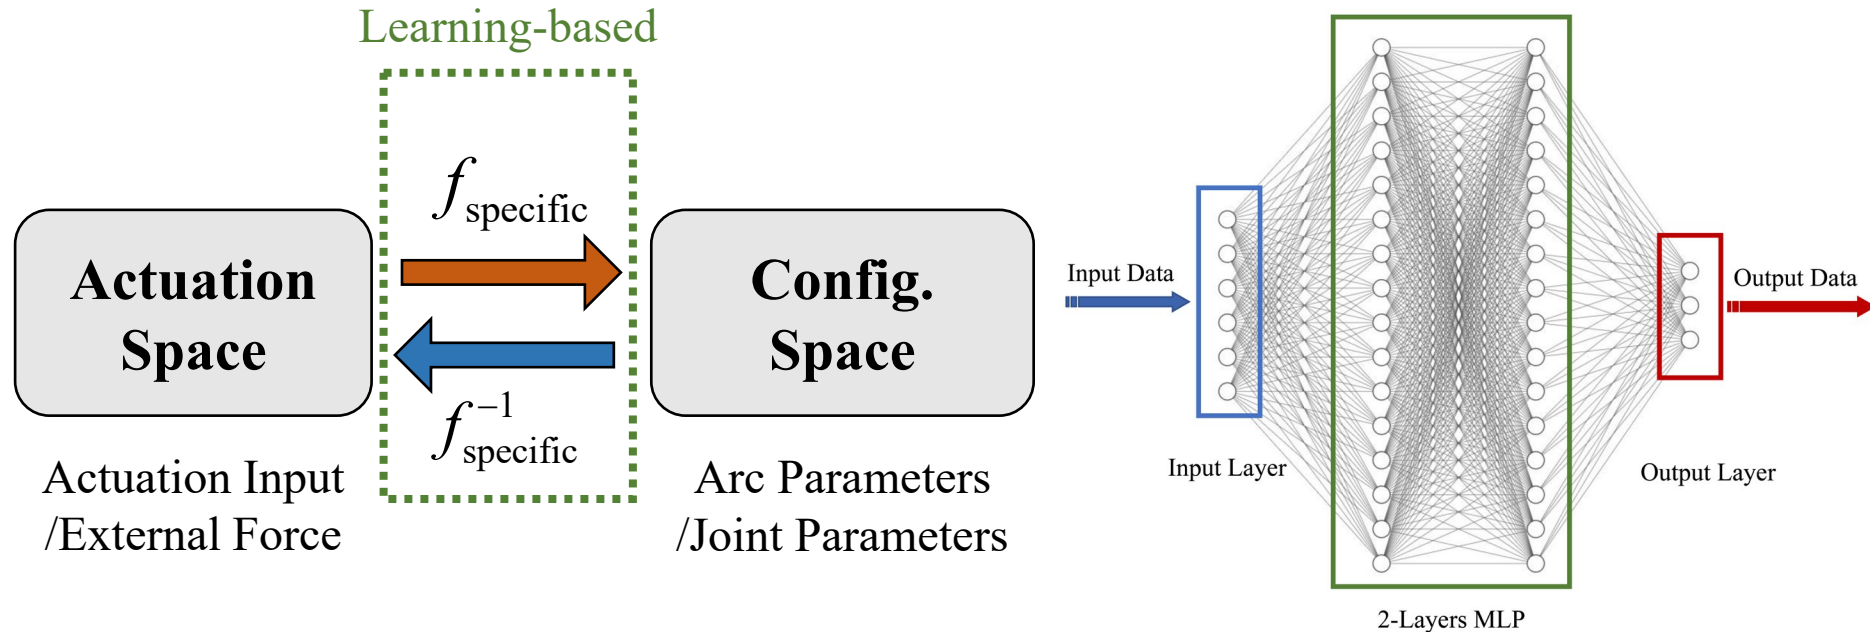 Learning-based
f specific
Actuation
Space
Config.
Space
f⁻¹ specific
Actuation Input
/External Force
Arc Parameters
/Joint Parameters
Input Data
Input Layer
2-Layers MLP
Output Data
Output Layer